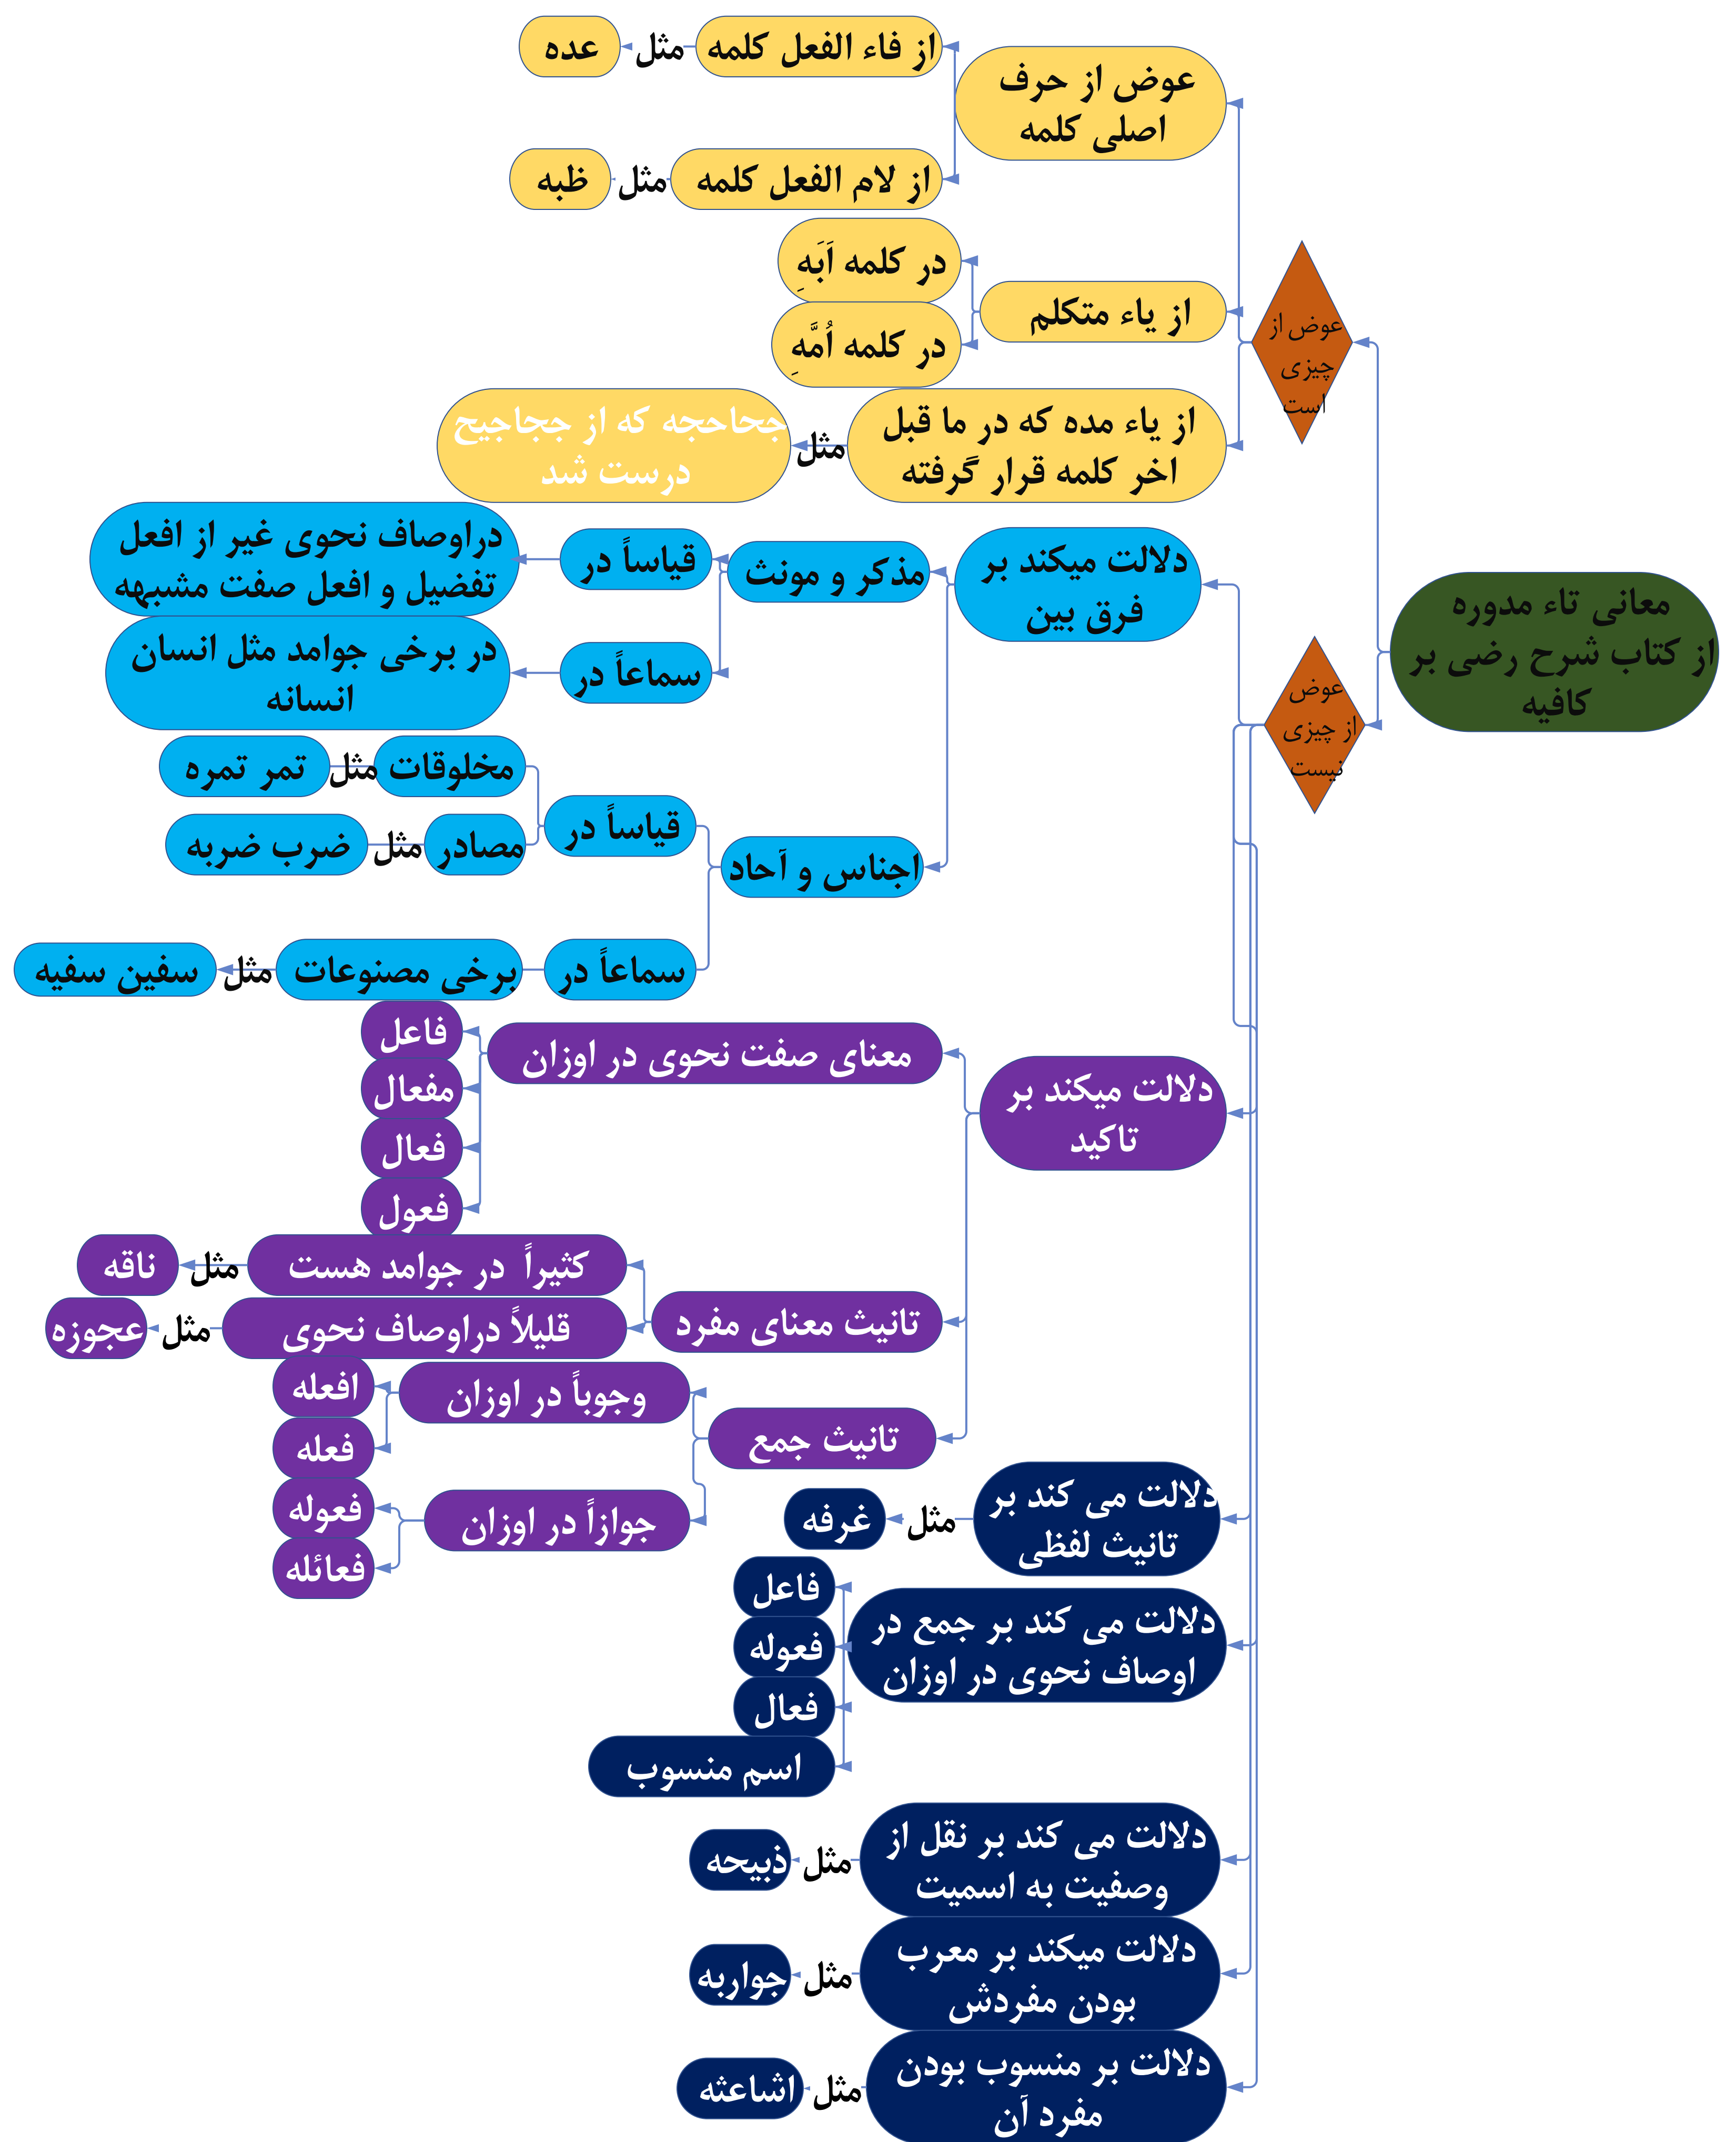 معانی تاء مدوره
از کتاب شرح رضی بر
کافیه
عوض از
چیزی
است
عوض از حرف
اصلی کلمه
از فاء الفعل کلمه
مثل
عده
از لام الفعل کلمه
مثل
ظبه
از یاء متکلم
در کلمه اَبَهِ
در کلمه اُمَّهِ
از یاء مده که در ما قبل
اخر کلمه قرار گرفته
مثل
جحاحجه که از ججاجیح
درست شد
عوض
از چیزی
نیست
دلالت میکند بر
فرق بین
مذکر و مونث
قیاساً در
دراوصاف نحوی غیر از افعل
تفضیل و افعل صفت مشبهه
سماعاً در
در برخی جوامد مثل انسان
انسانه
اجناس و آحاد
قیاساً در
مخلوقات
مثل
تمر تمره
مصادر
مثل
ضرب ضربه
سماعاً در
برخی مصنوعات
مثل
سفین سفیه
دلالت میکند بر
تاکید
معنای صفت نحوی در اوزان
فاعل
مفعال
فعال
فعول
تانیث معنای مفرد
کثیراً در جوامد هست
مثل
ناقه
قلیلاً دراوصاف نحوی
مثل
عجوزه
تانیث جمع
وجوباً در اوزان
افعله
فعله
جوازاً در اوزان
فعوله
فعائله
دلالت می کند بر
تانیث لفظی
مثل
غرفه
دلالت می کند بر جمع در
اوصاف نحوی در اوزان
فاعل
فعوله
فعال
اسم منسوب
دلالت می کند بر نقل از
وصفیت به اسمیت
مثل
ذبیحه
دلالت میکند بر معرب
بودن مفردش
مثل
جواربه
دلالت بر منسوب بودن
مفرد آن
مثل
اشاعثه